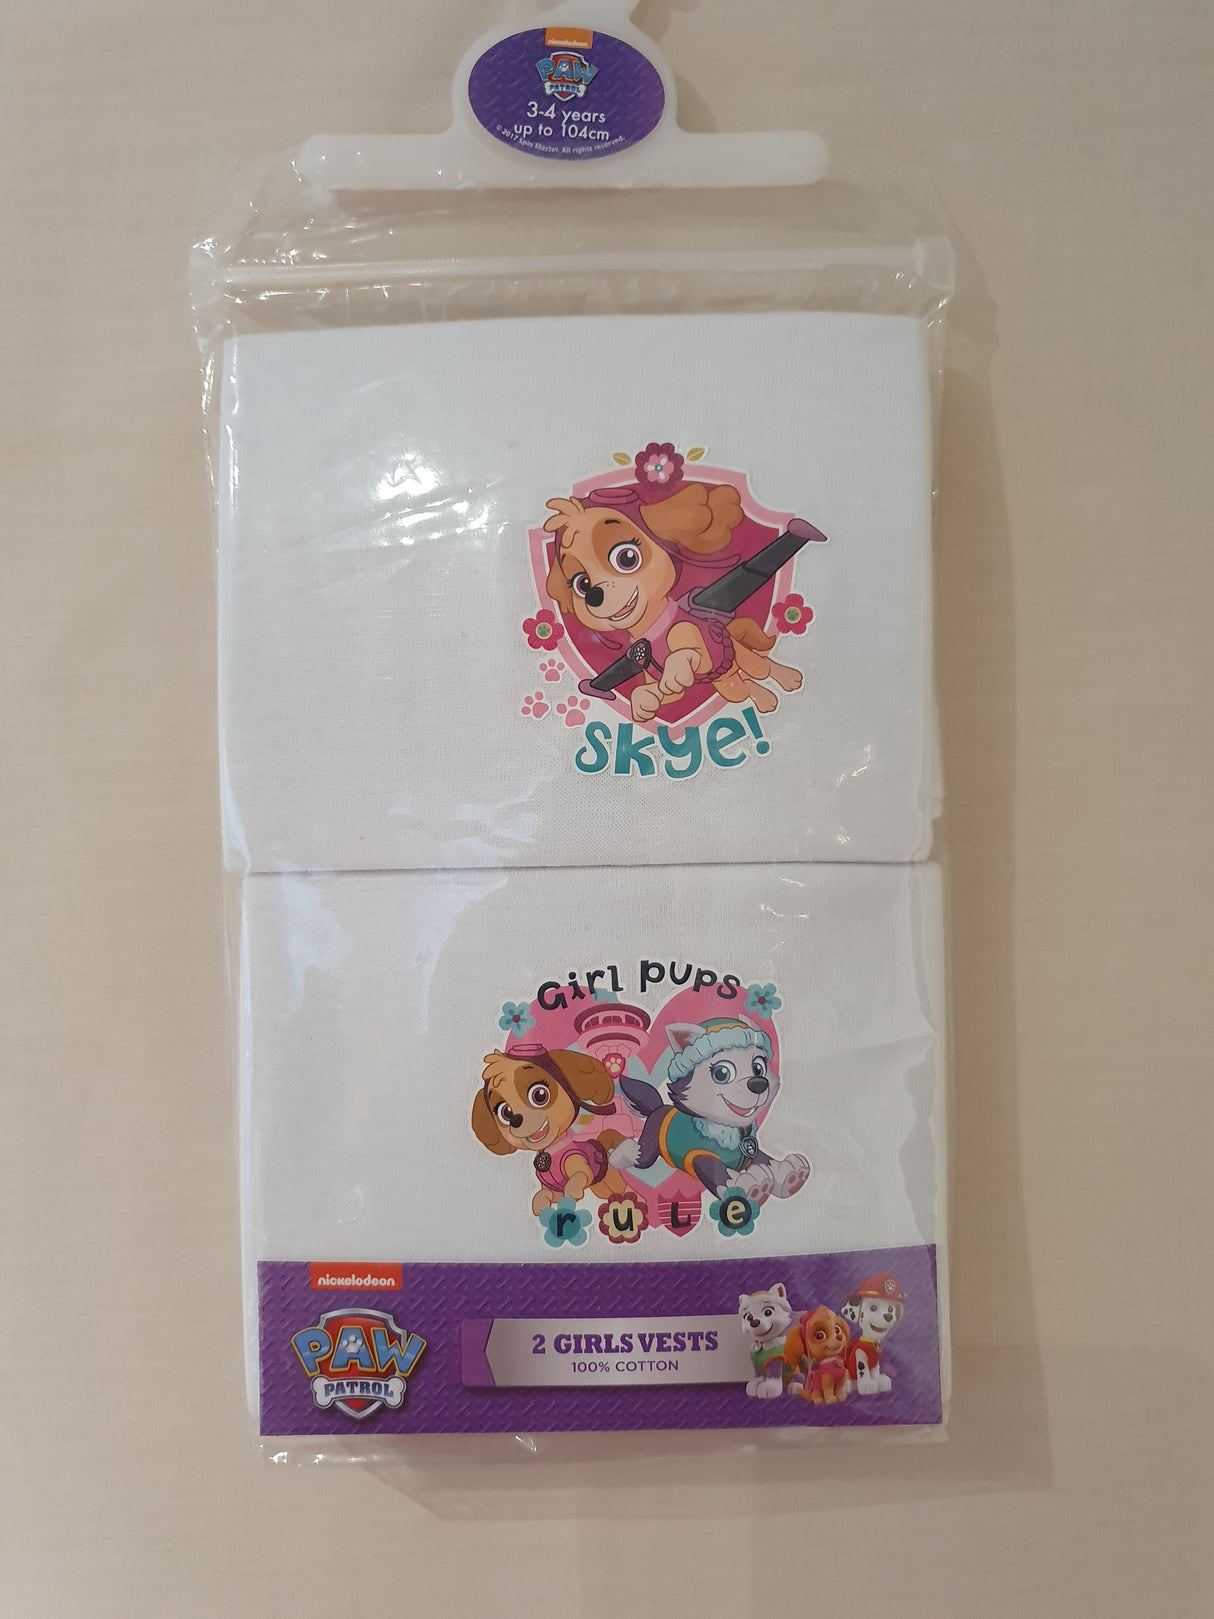 nickelodeon
PAW
PATROL
3-4 years
up to 104cm
© 2017 Spin Master. All rights reserved.
Skye!
Girl pups
rule
nickelodeon
PAW
PATROL
2 GIRLS VESTS
100% COTTON